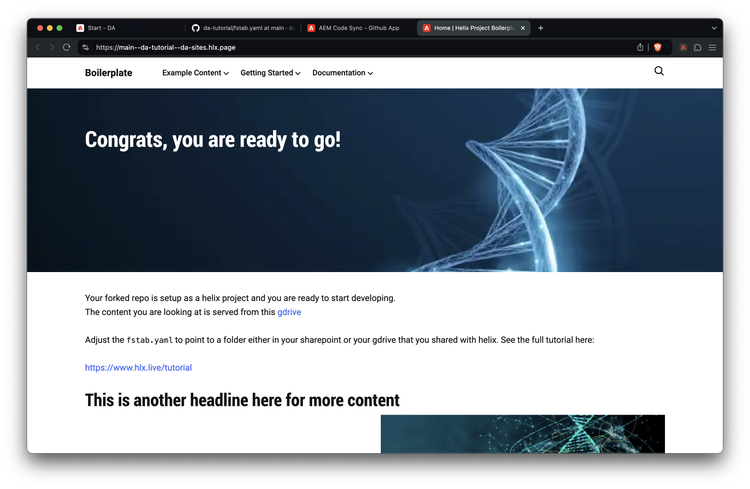 Start - DA
da-tutorial/fstab.yaml at main · d
AEM Code Sync - Github App
Home | Helix Project Boilerpl
https://main--da-tutorial--da-sites.hlx.page
Boilerplate
Example Content
Getting Started
Documentation
Congrats, you are ready to go!
Your forked repo is setup as a helix project and you are ready to start developing.
The content you are looking at is served from this gdrive
Adjust the fstab.yaml to point to a folder either in your sharepoint or your gdrive that you shared with helix. See the full tutorial here:
https://www.hlx.live/tutorial
This is another headline here for more content